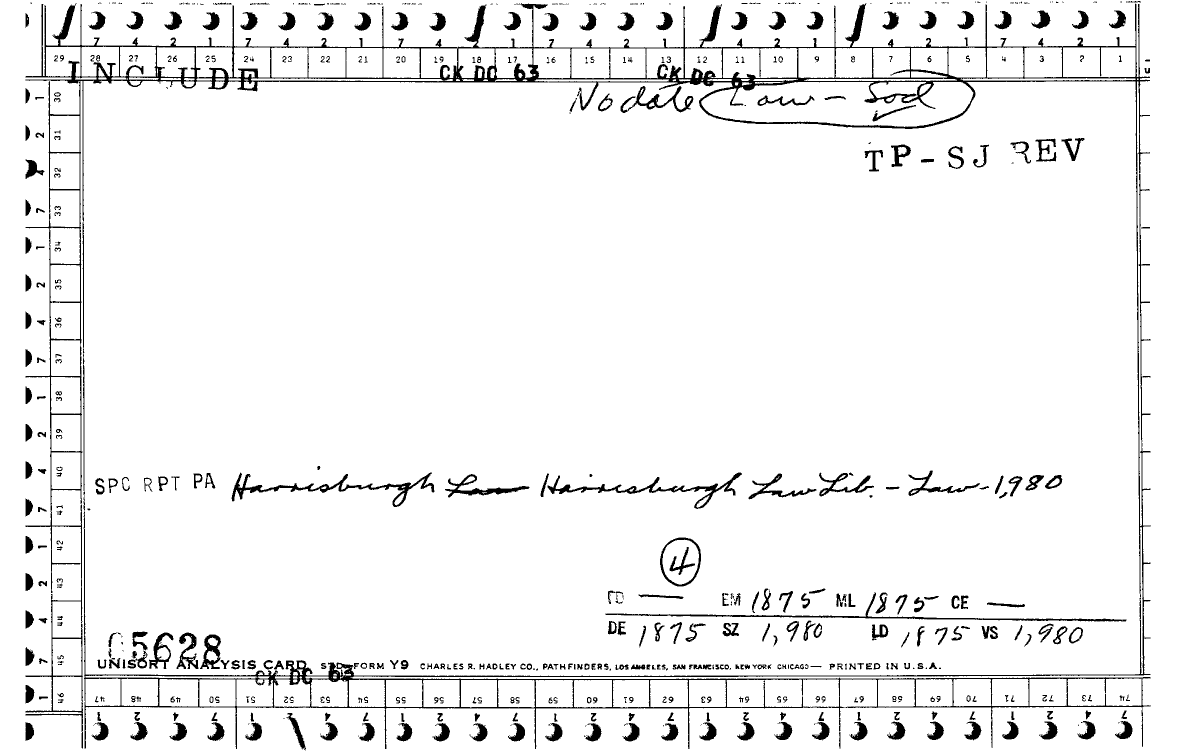 7 4 2 1 7 4 2 1 7 4 2 1 7 4 2 1 7 4 2 1 7 4 2 1 7 4 2 1
29 28 27 26 25 24 23 22 21 20 19 18 17 16 15 14 13 12 11 10 9 8 7 6 5 4 3 2 1
INCLUDE CK DC 63 CK DC 63
No date Law - Sod
TP-SJ REV
1 30
2 31
4 32
7 33
1 34
2 35
4 36
7 37
1 38
2 39
4 40
7 41
1 42
2 43
4 44
7 45
1 46
SPC RPT PA Harrisburgh Law Harrisburgh Law Lib. - Law - 1,980
4
FD — EM 1875 ML 1875 CE —
DE 1875 SZ 1,980 LD 1875 VS 1,980
05628
UNISORT ANALYSIS CARD STD. FORM Y9 CHARLES R. HADLEY CO., PATHFINDERS, LOS ANGELES, SAN FRANCISCO, NEW YORK CHICAGO— PRINTED IN U.S.A.
CK DC 63
47 48 49 50 51 52 53 54 55 56 57 58 59 60 61 62 63 64 65 66 67 68 69 70 71 72 73 74
1 2 4 7 1 2 4 7 1 2 4 7 1 2 4 7 1 2 4 7 1 2 4 7 1 2 4 7